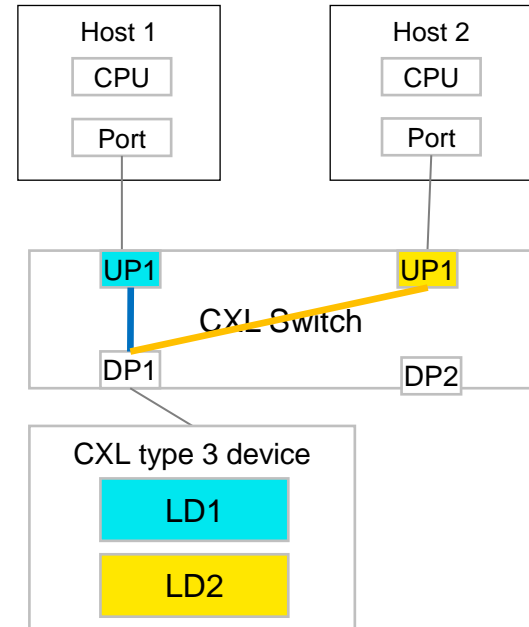 Host 1
CPU
Port
Host 2
CPU
Port
UP1
UP1
CXL Switch
DP1
DP2
CXL type 3 device
LD1
LD2